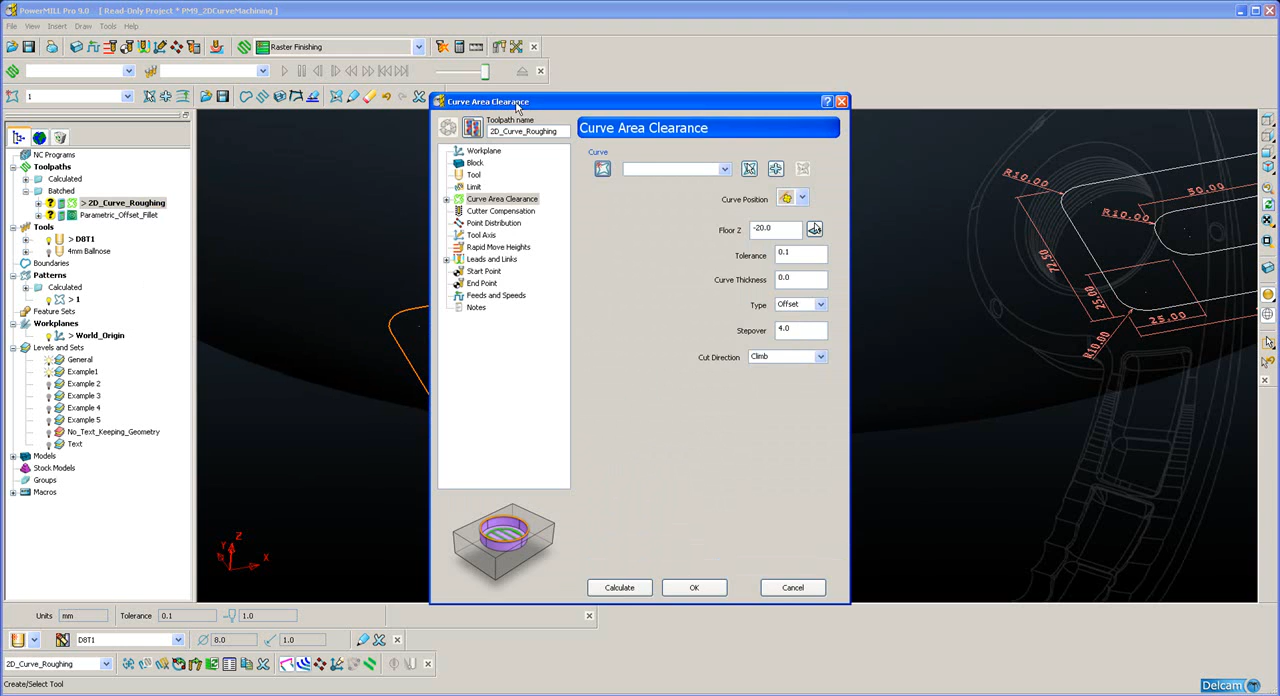 PowerMILL Pro 9.0 - [ Read-Only Project * PM9_2DCurveMachining ]
File View Insert Draw Tools Help
Raster Finishing
1
Curve Area Clearance
Toolpath name
2D_Curve_Roughing
Curve Area Clearance
Workplane
Block
Tool
Limit
Curve Area Clearance
Cutter Compensation
Point Distribution
Tool Axis
Rapid Move Heights
Leads and Links
Start Point
End Point
Feeds and Speeds
Notes
Curve
Curve Position
Floor Z -20.0
Tolerance 0.1
Curve Thickness 0.0
Type Offset
Stepover 4.0
Cut Direction Climb
Calculate OK Cancel
NC Programs
Toolpaths
Calculated
Batched
> 2D_Curve_Roughing
Parametric_Offset_Fillet
Tools
> D8T1
4mm Ballnose
Boundaries
Patterns
Calculated
> 1
Feature Sets
Workplanes
> World_Origin
Levels and Sets
General
Example1
Example 2
Example 3
Example 4
Example 5
No_Text_Keeping_Geometry
Text
Models
Stock Models
Groups
Macros
R10.00
50.00
R10.00
72.50
25.00
25.00
R10.00
Z
Y
X
Units mm Tolerance 0.1 1.0
D8T1 8.0 1.0
2D_Curve_Roughing
Create/Select Tool
Delcam